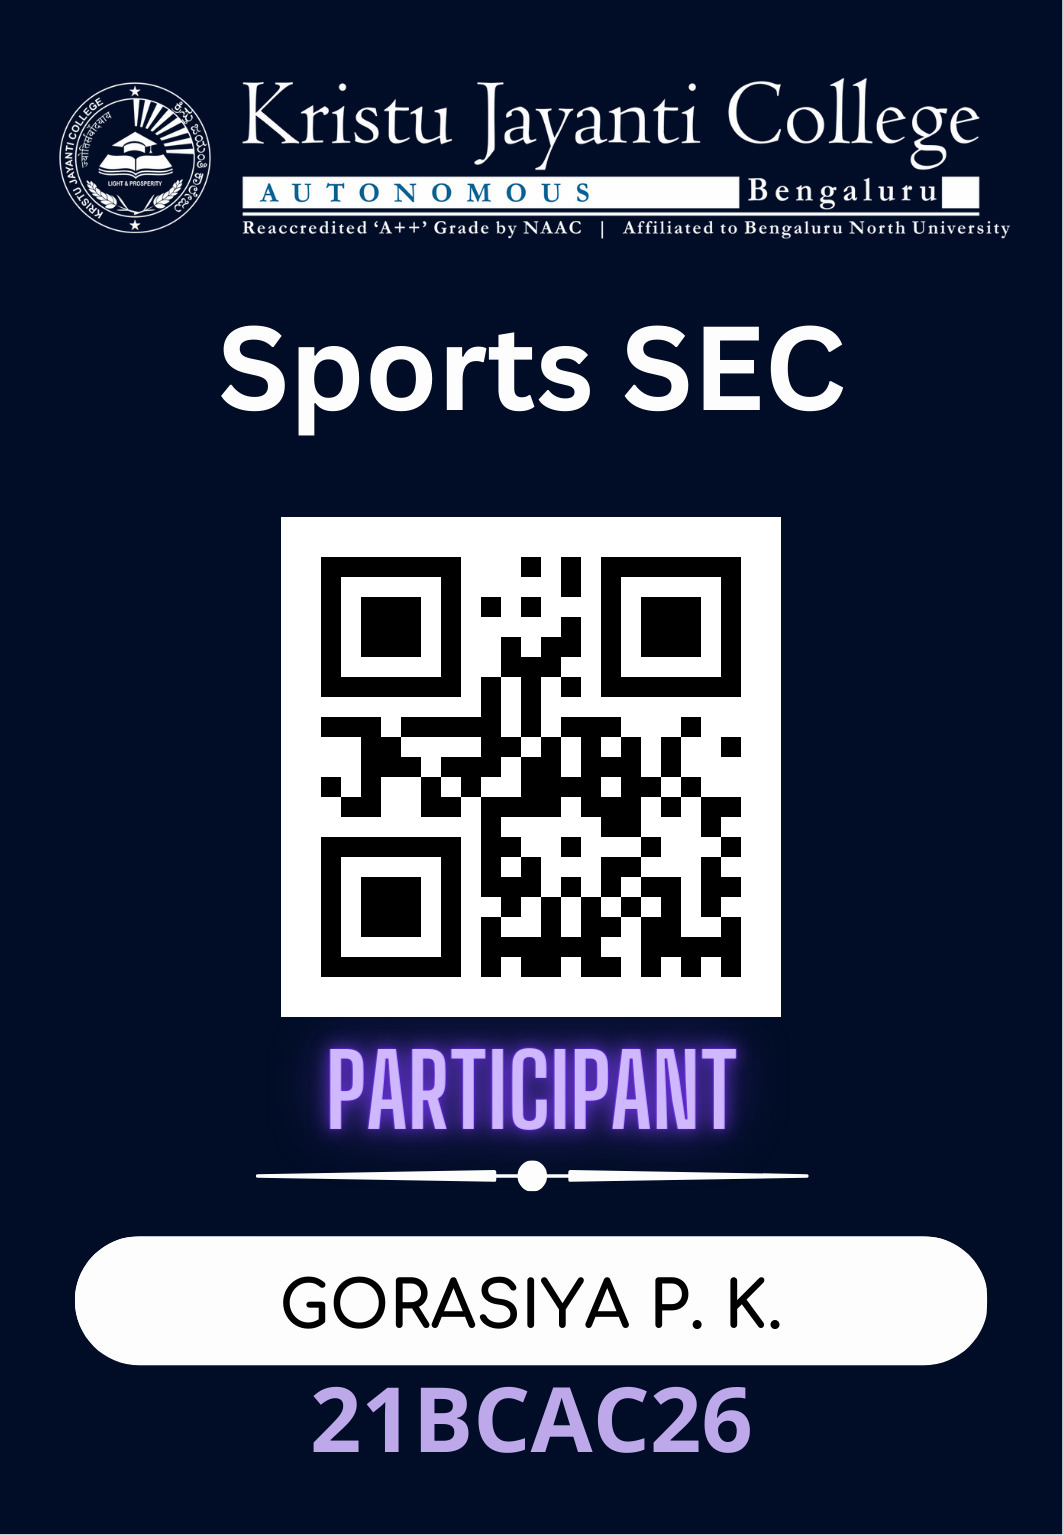 Kristu Jayanti College
AUTONOMOUS Bengaluru
Reaccredited ‘A++’ Grade by NAAC | Affiliated to Bengaluru North University
KRISTU JAYANTI COLLEGE
ಕ್ರಿಸ್ತು ಜಯಂತಿ ಕಾಲೇಜು
LIGHT & PROSPERITY
Sports SEC
PARTICIPANT
GORASIYA P. K.
21BCAC26